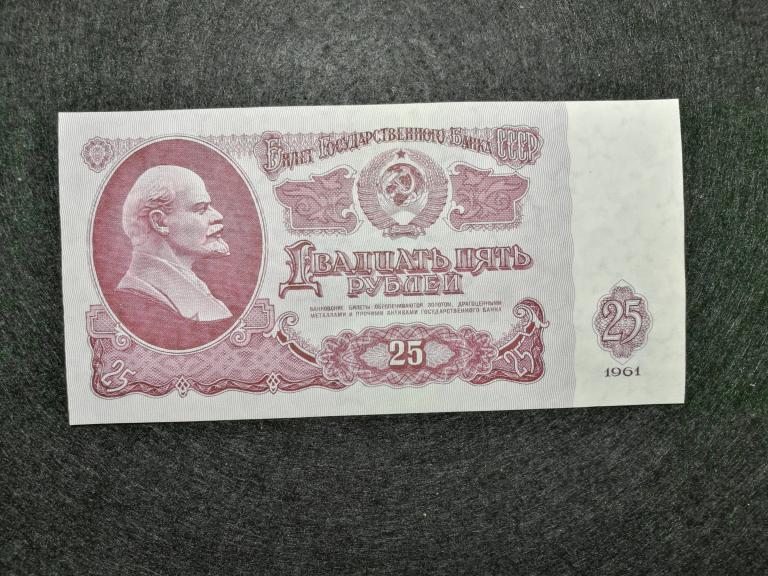 Билет Государственного Банка СССР
Двадцать пять
рублей
БАНКОВСКИЕ БИЛЕТЫ ОБЕСПЕЧИВАЮТСЯ ЗОЛОТОМ, ДРАГОЦЕННЫМИ
МЕТАЛЛАМИ И ПРОЧИМИ АКТИВАМИ ГОСУДАРСТВЕННОГО БАНКА
25
25
25
25
1961